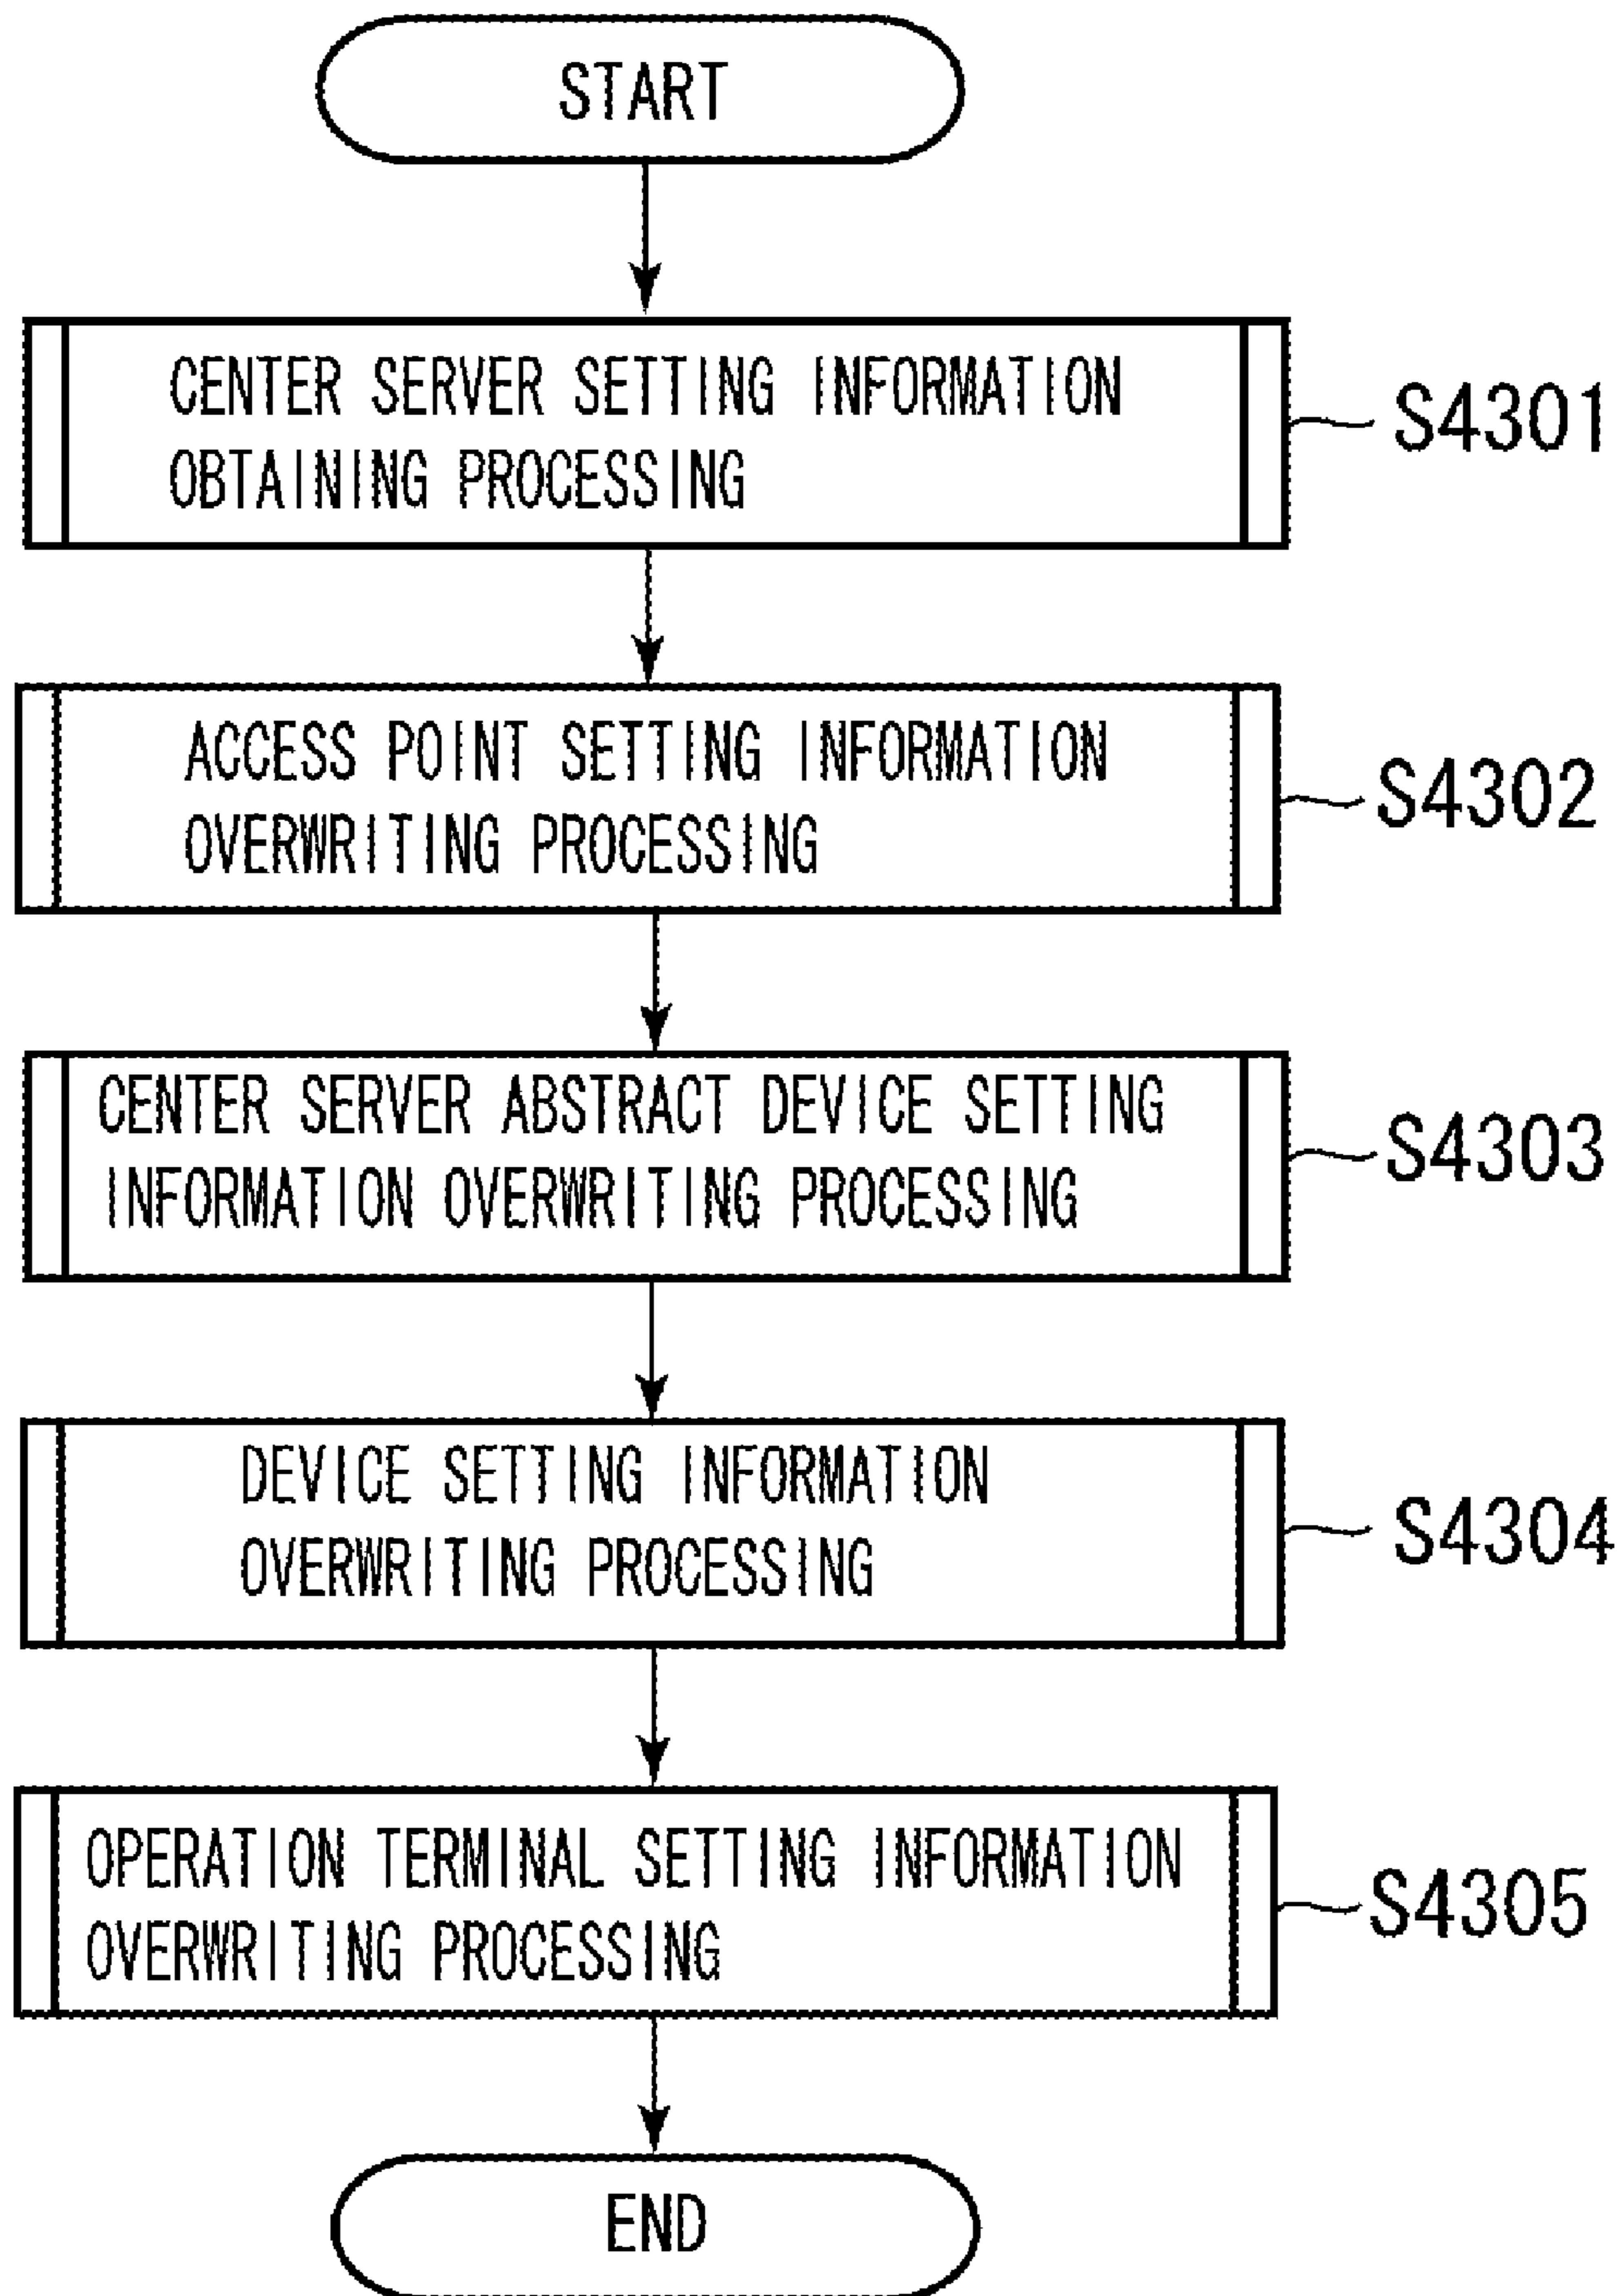 START
CENTER SERVER SETTING INFORMATION
OBTAINING PROCESSING
S4301
ACCESS POINT SETTING INFORMATION
OVERWRITING PROCESSING
S4302
CENTER SERVER ABSTRACT DEVICE SETTING
INFORMATION OVERWRITING PROCESSING
S4303
DEVICE SETTING INFORMATION
OVERWRITING PROCESSING
S4304
OPERATION TERMINAL SETTING INFORMATION
OVERWRITING PROCESSING
S4305
END